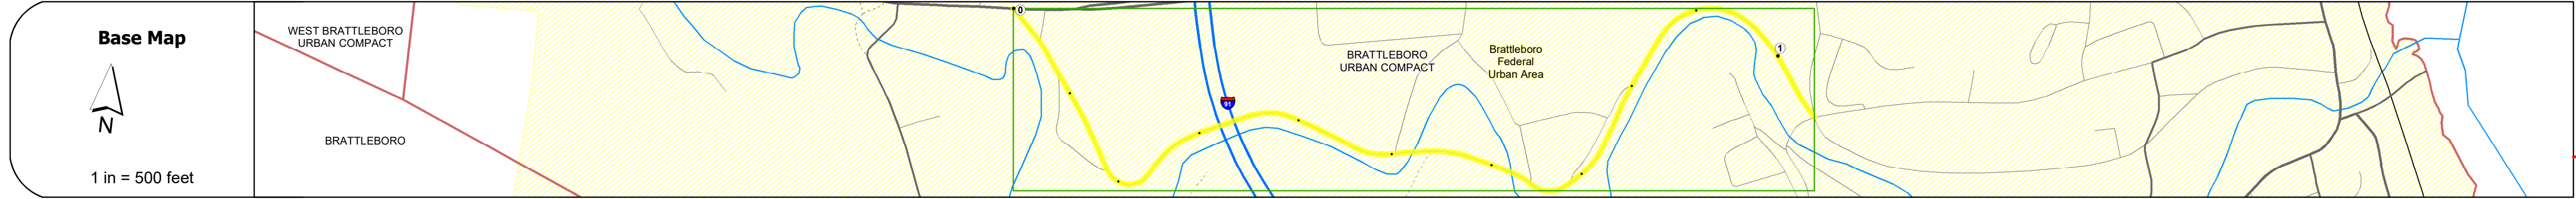 Base Map
N
1 in = 500 feet
WEST BRATTLEBORO
URBAN COMPACT
BRATTLEBORO
0
91
BRATTLEBORO
URBAN COMPACT
Brattleboro
Federal
Urban Area
1